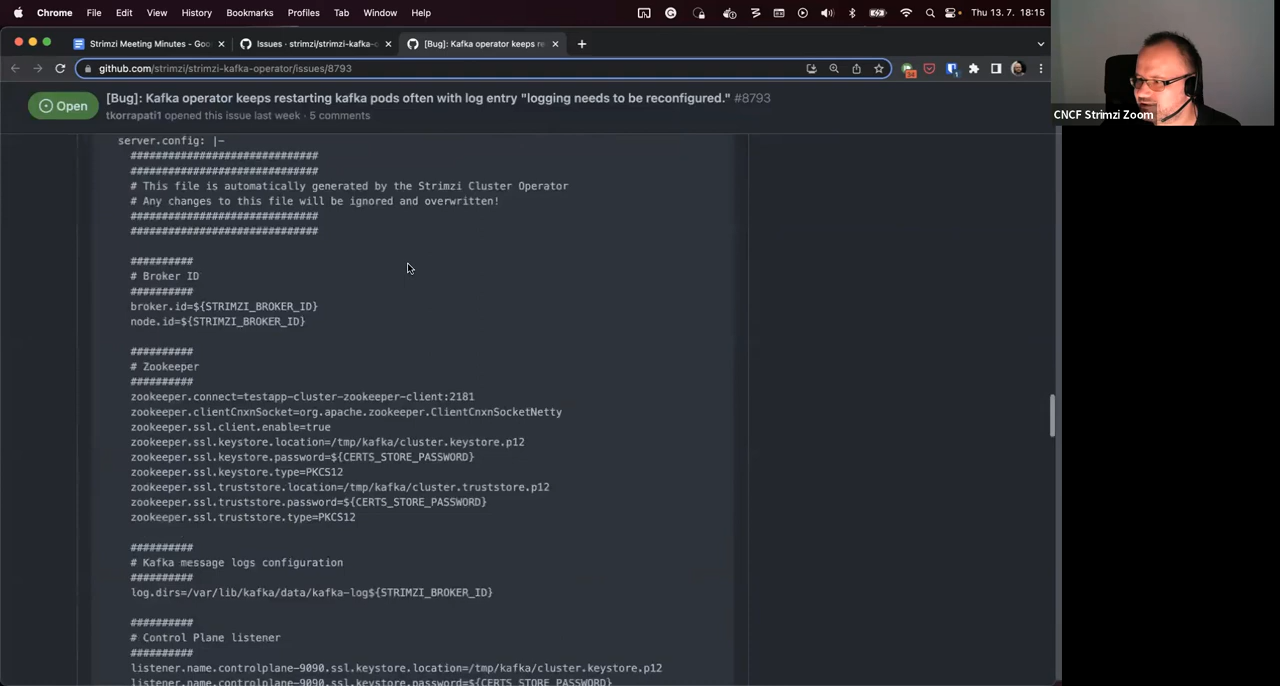 Chrome File Edit View History Bookmarks Profiles Tab Window Help Thu 13. 7. 18:15
Strimzi Meeting Minutes - Goo
Issues · strimzi/strimzi-kafka-o
[Bug]: Kafka operator keeps re
github.com/strimzi/strimzi-kafka-operator/issues/8793
Open
[Bug]: Kafka operator keeps restarting kafka pods often with log entry "logging needs to be reconfigured." #8793
tkorrapati1 opened this issue last week · 5 comments
CNCF Strimzi Zoom
server.config: |-
##############################
##############################
# This file is automatically generated by the Strimzi Cluster Operator
# Any changes to this file will be ignored and overwritten!
##############################
##############################
##########
# Broker ID
##########
broker.id=${STRIMZI_BROKER_ID}
node.id=${STRIMZI_BROKER_ID}
##########
# Zookeeper
##########
zookeeper.connect=testapp-cluster-zookeeper-client:2181
zookeeper.clientCnxnSocket=org.apache.zookeeper.ClientCnxnSocketNetty
zookeeper.ssl.client.enable=true
zookeeper.ssl.keystore.location=/tmp/kafka/cluster.keystore.p12
zookeeper.ssl.keystore.password=${CERTS_STORE_PASSWORD}
zookeeper.ssl.keystore.type=PKCS12
zookeeper.ssl.truststore.location=/tmp/kafka/cluster.truststore.p12
zookeeper.ssl.truststore.password=${CERTS_STORE_PASSWORD}
zookeeper.ssl.truststore.type=PKCS12
##########
# Kafka message logs configuration
##########
log.dirs=/var/lib/kafka/data/kafka-log${STRIMZI_BROKER_ID}
##########
# Control Plane listener
##########
listener.name.controlplane-9090.ssl.keystore.location=/tmp/kafka/cluster.keystore.p12
listener.name.controlplane-9090.ssl.keystore.password=${CERTS_STORE_PASSWORD}